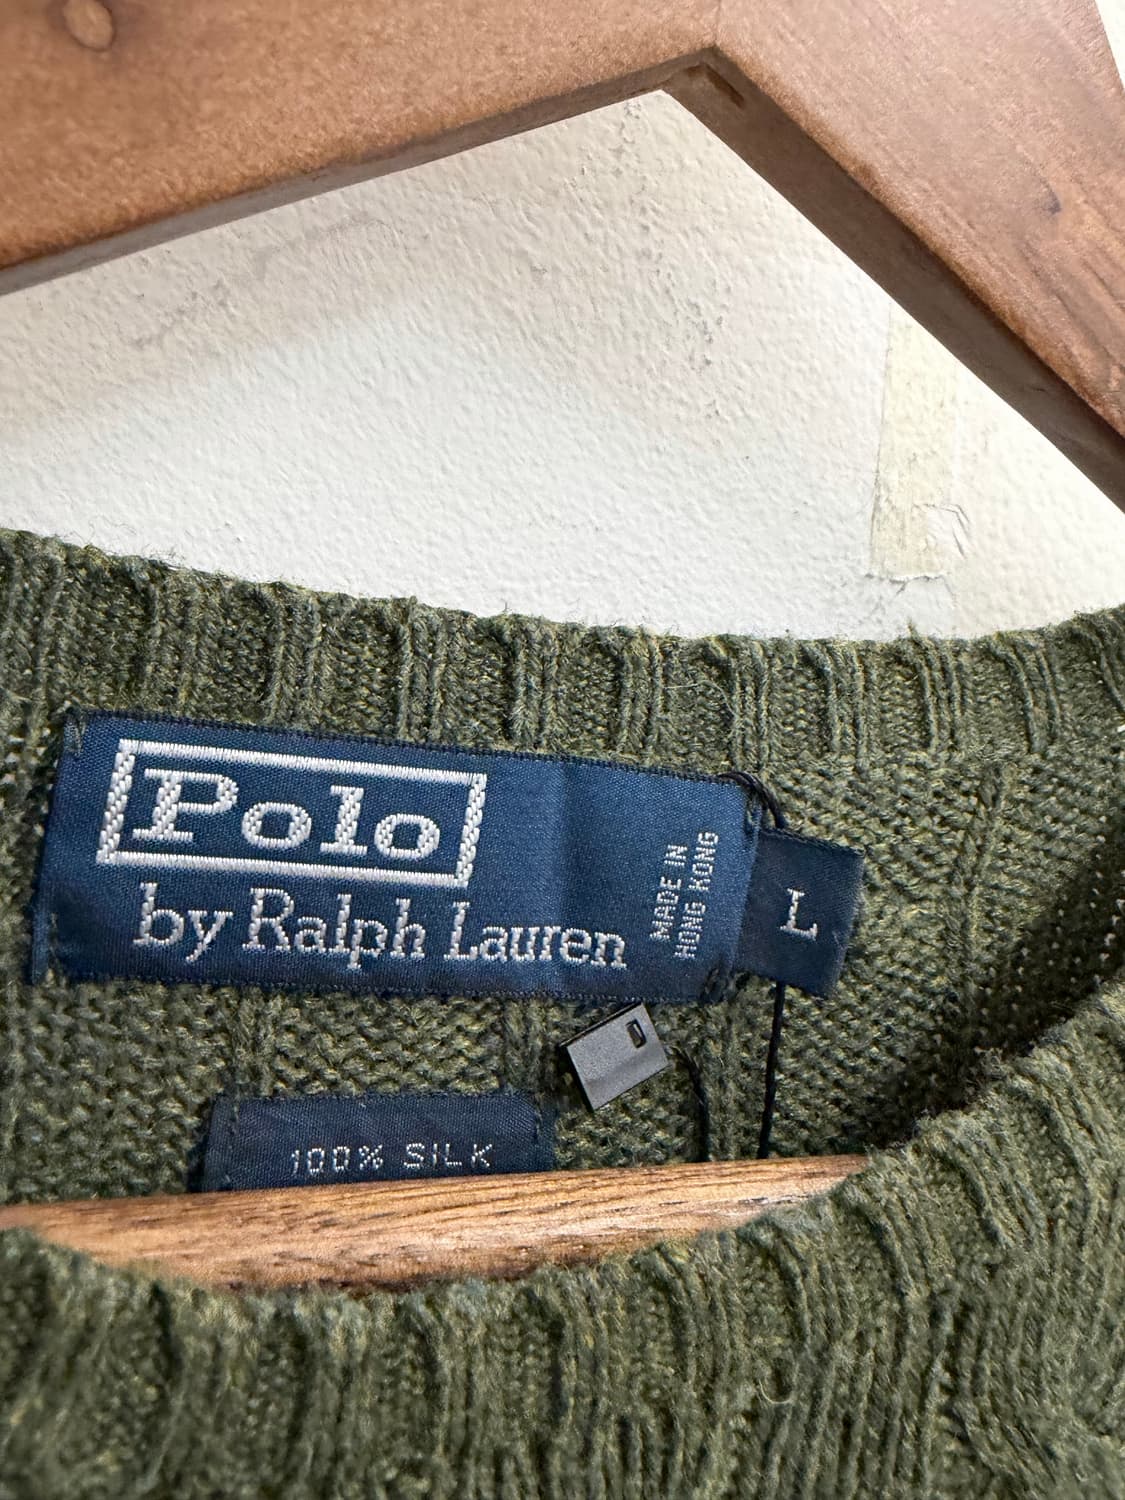 Polo
by Ralph Lauren
MADE IN
HONG KONG
L
100% SILK